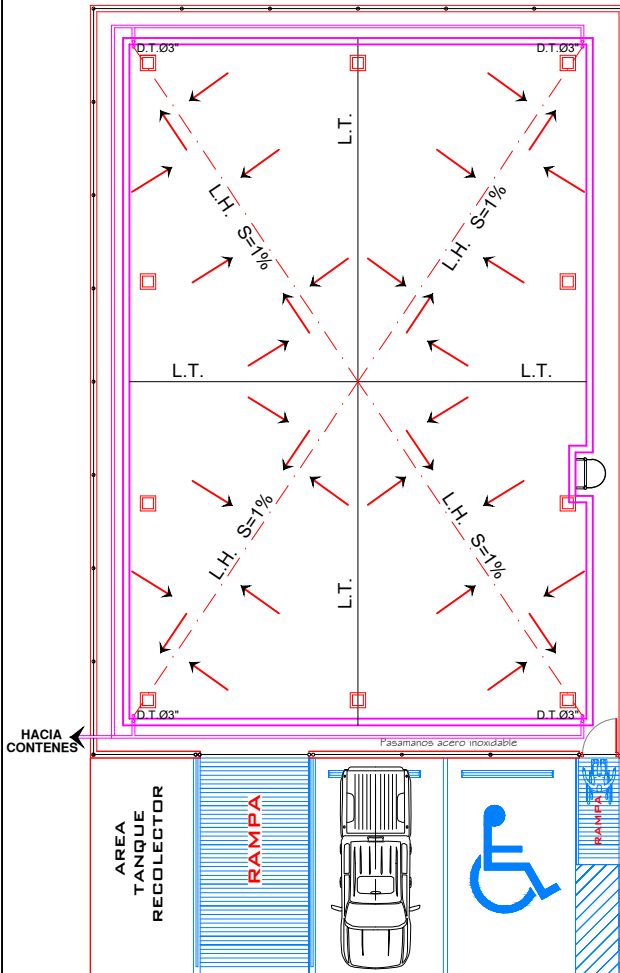 D.T.Ø3"
D.T.Ø3"
L.T.
L.H. S=1%
L.H. S=1%
L.T.
L.T.
L.H. S=1%
L.H. S=1%
L.T.
D.T.Ø3"
D.T.Ø3"
HACIA
CONTENES
Pasamanos acero inoxidable
AREA
TANQUE
RECOLECTOR
RAMPA
RAMPA